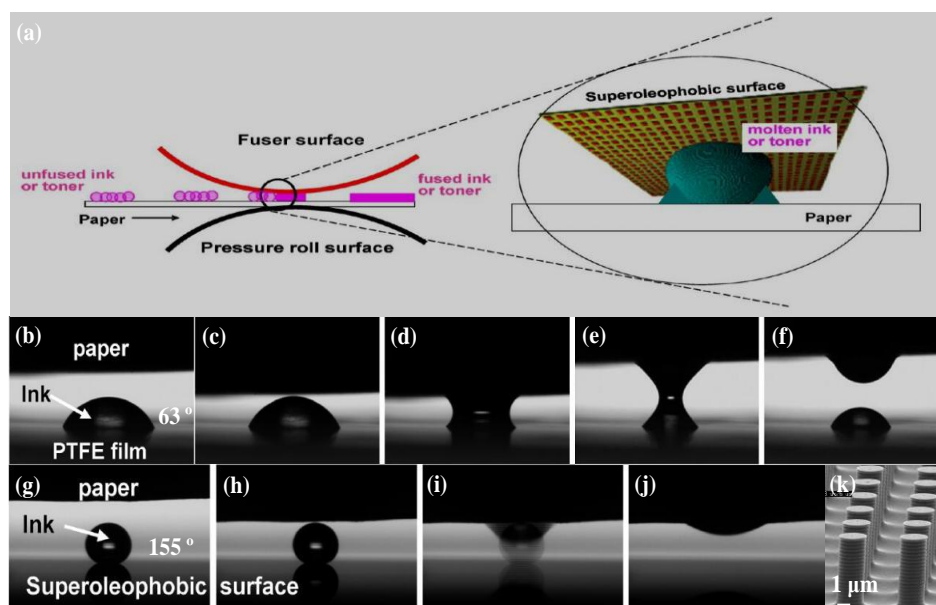 (a)
Superoleophobic surface
Fuser surface
molten ink
or toner
unfused ink
or toner
fused ink
or toner
Paper
Paper
Pressure roll surface
(b)
(c)
(d)
(e)
(f)
paper
Ink
63 º
PTFE film
(g)
(h)
(i)
(j)
(k)
paper
Ink
155 º
Superoleophobic surface
1 μm